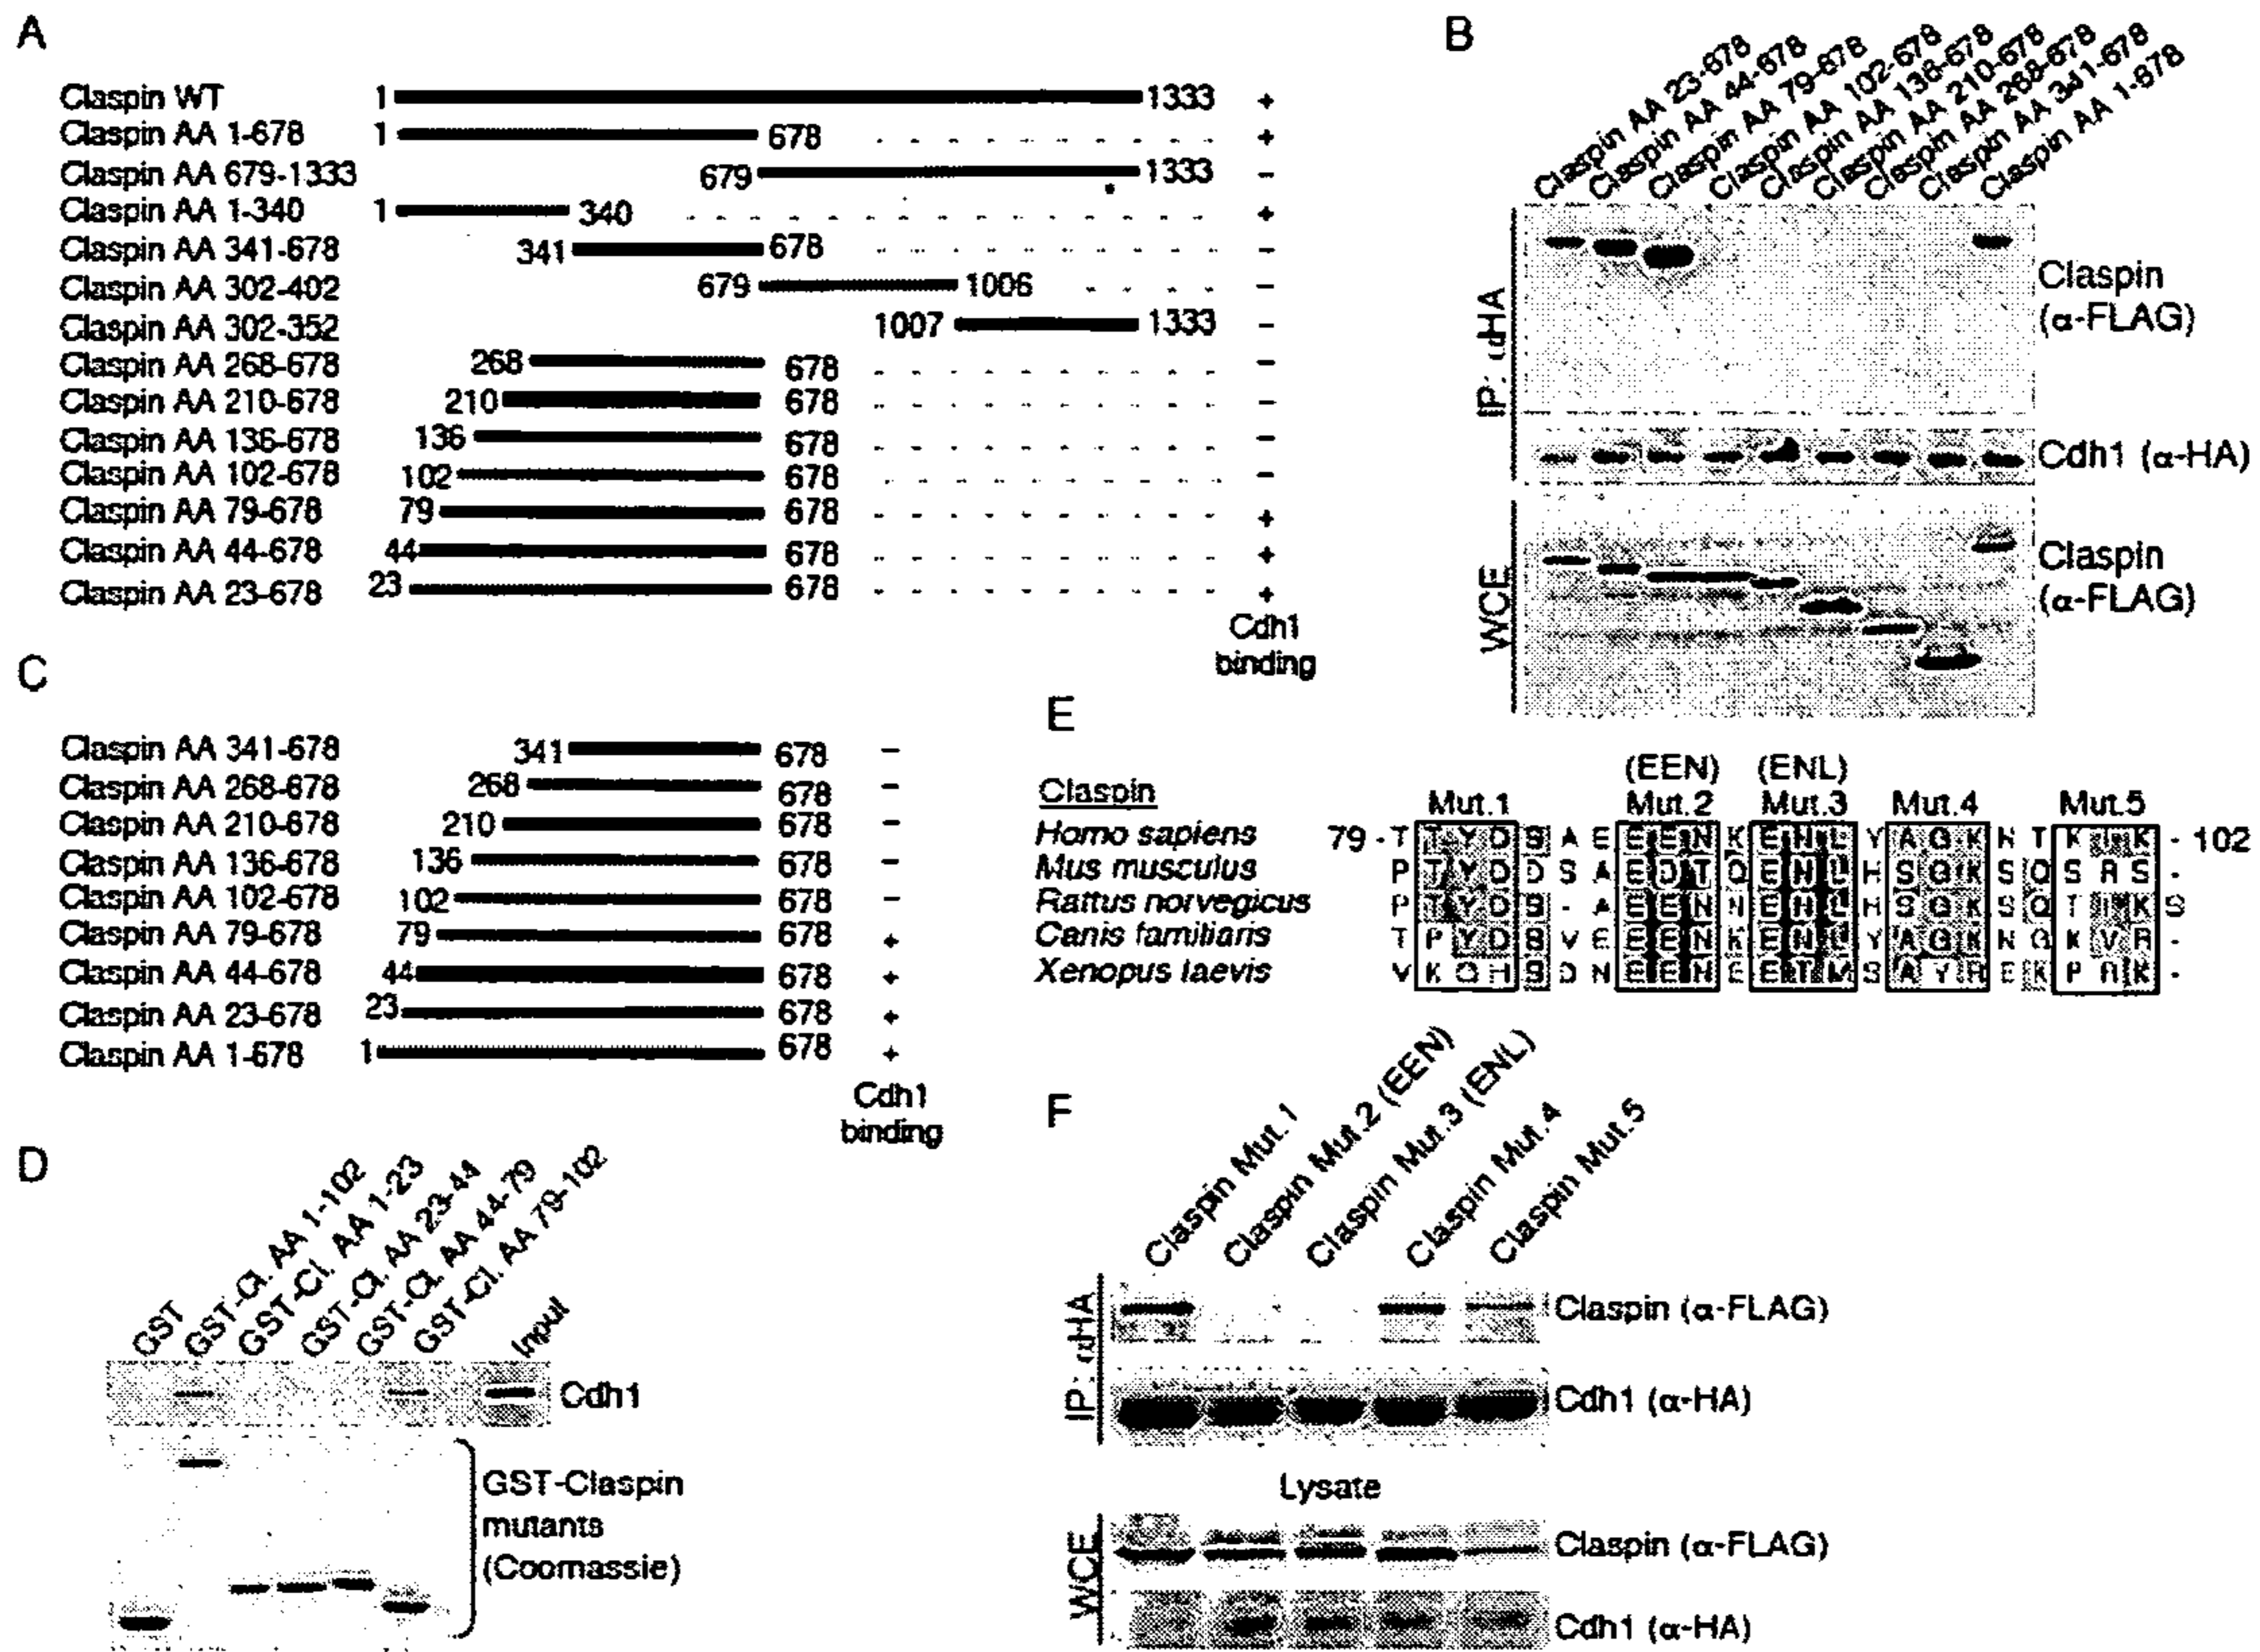 A
Claspin WT 1 1333 +
Claspin AA 1-678 1 678 +
Claspin AA 679-1333 679 1333 -
Claspin AA 1-340 1 340 +
Claspin AA 341-678 341 678 -
Claspin AA 302-402 679 1006 -
Claspin AA 302-352 1007 1333 -
Claspin AA 268-678 268 678 -
Claspin AA 210-678 210 678 -
Claspin AA 136-678 136 678 -
Claspin AA 102-678 102 678 -
Claspin AA 79-678 79 678 +
Claspin AA 44-678 44 678 +
Claspin AA 23-678 23 678 +
Cdh1
binding
B
Claspin AA 23-678
Claspin AA 44-678
Claspin AA 79-678
Claspin AA 102-678
Claspin AA 136-678
Claspin AA 210-678
Claspin AA 268-678
Claspin AA 341-678
Claspin AA 1-678
IP: αHA
Claspin
(α-FLAG)
Cdh1 (α-HA)
WCE
Claspin
(α-FLAG)
C
Claspin AA 341-678 341 678 -
Claspin AA 268-678 268 678 -
Claspin AA 210-678 210 678 -
Claspin AA 136-678 136 678 -
Claspin AA 102-678 102 678 -
Claspin AA 79-678 79 678 +
Claspin AA 44-678 44 678 +
Claspin AA 23-678 23 678 +
Claspin AA 1-678 1 678 +
Cdh1
binding
D
GST
GST-Cl. AA 1-102
GST-Cl. AA 1-23
GST-Cl. AA 23-44
GST-Cl. AA 44-79
GST-Cl. AA 79-102
Input
Cdh1
GST-Claspin
mutants
(Coomassie)
E
(EEN) (ENL)
Claspin Mut.1 Mut.2 Mut.3 Mut.4 Mut.5
Homo sapiens 79 - T T Y D S A E E E N K E N L Y A G K N T K - 102
Mus musculus P T Y D D S A E D T Q E N L H S G K S Q S R S -
Rattus norvegicus P T Y D S - A E E N N E N L H S G K S Q K S
Canis familiaris T P Y D S V E E E N K E N L Y A G K N G K V R -
Xenopus laevis V K Q H S D N E E N E E T M S A Y R E K P R K -
F
Claspin Mut.1
Claspin Mut.2 (EEN)
Claspin Mut.3 (ENL)
Claspin Mut.4
Claspin Mut.5
IP: αHA
Claspin (α-FLAG)
Cdh1 (α-HA)
Lysate
WCE
Claspin (α-FLAG)
Cdh1 (α-HA)